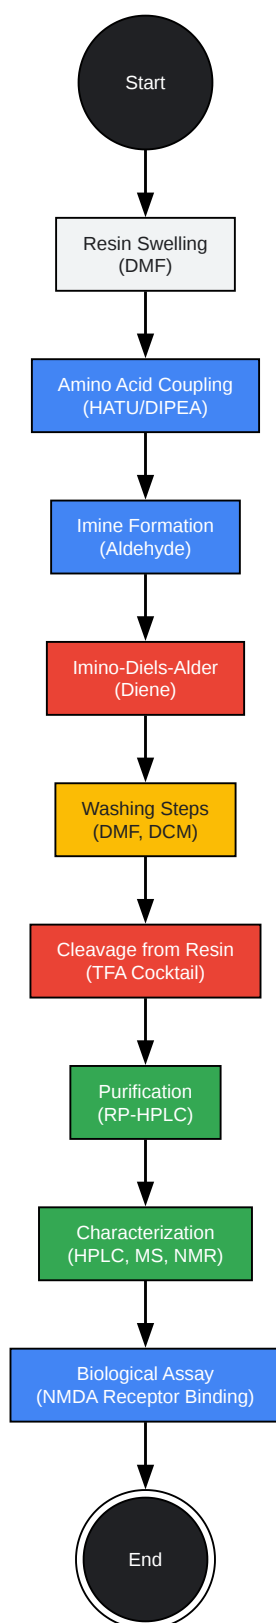 Start
Resin Swelling
(DMF)
Amino Acid Coupling
(HATU/DIPEA)
Imine Formation
(Aldehyde)
Imino-Diels-Alder
(Diene)
Washing Steps
(DMF, DCM)
Cleavage from Resin
(TFA Cocktail)
Purification
(RP-HPLC)
Characterization
(HPLC, MS, NMR)
Biological Assay
(NMDA Receptor Binding)
End